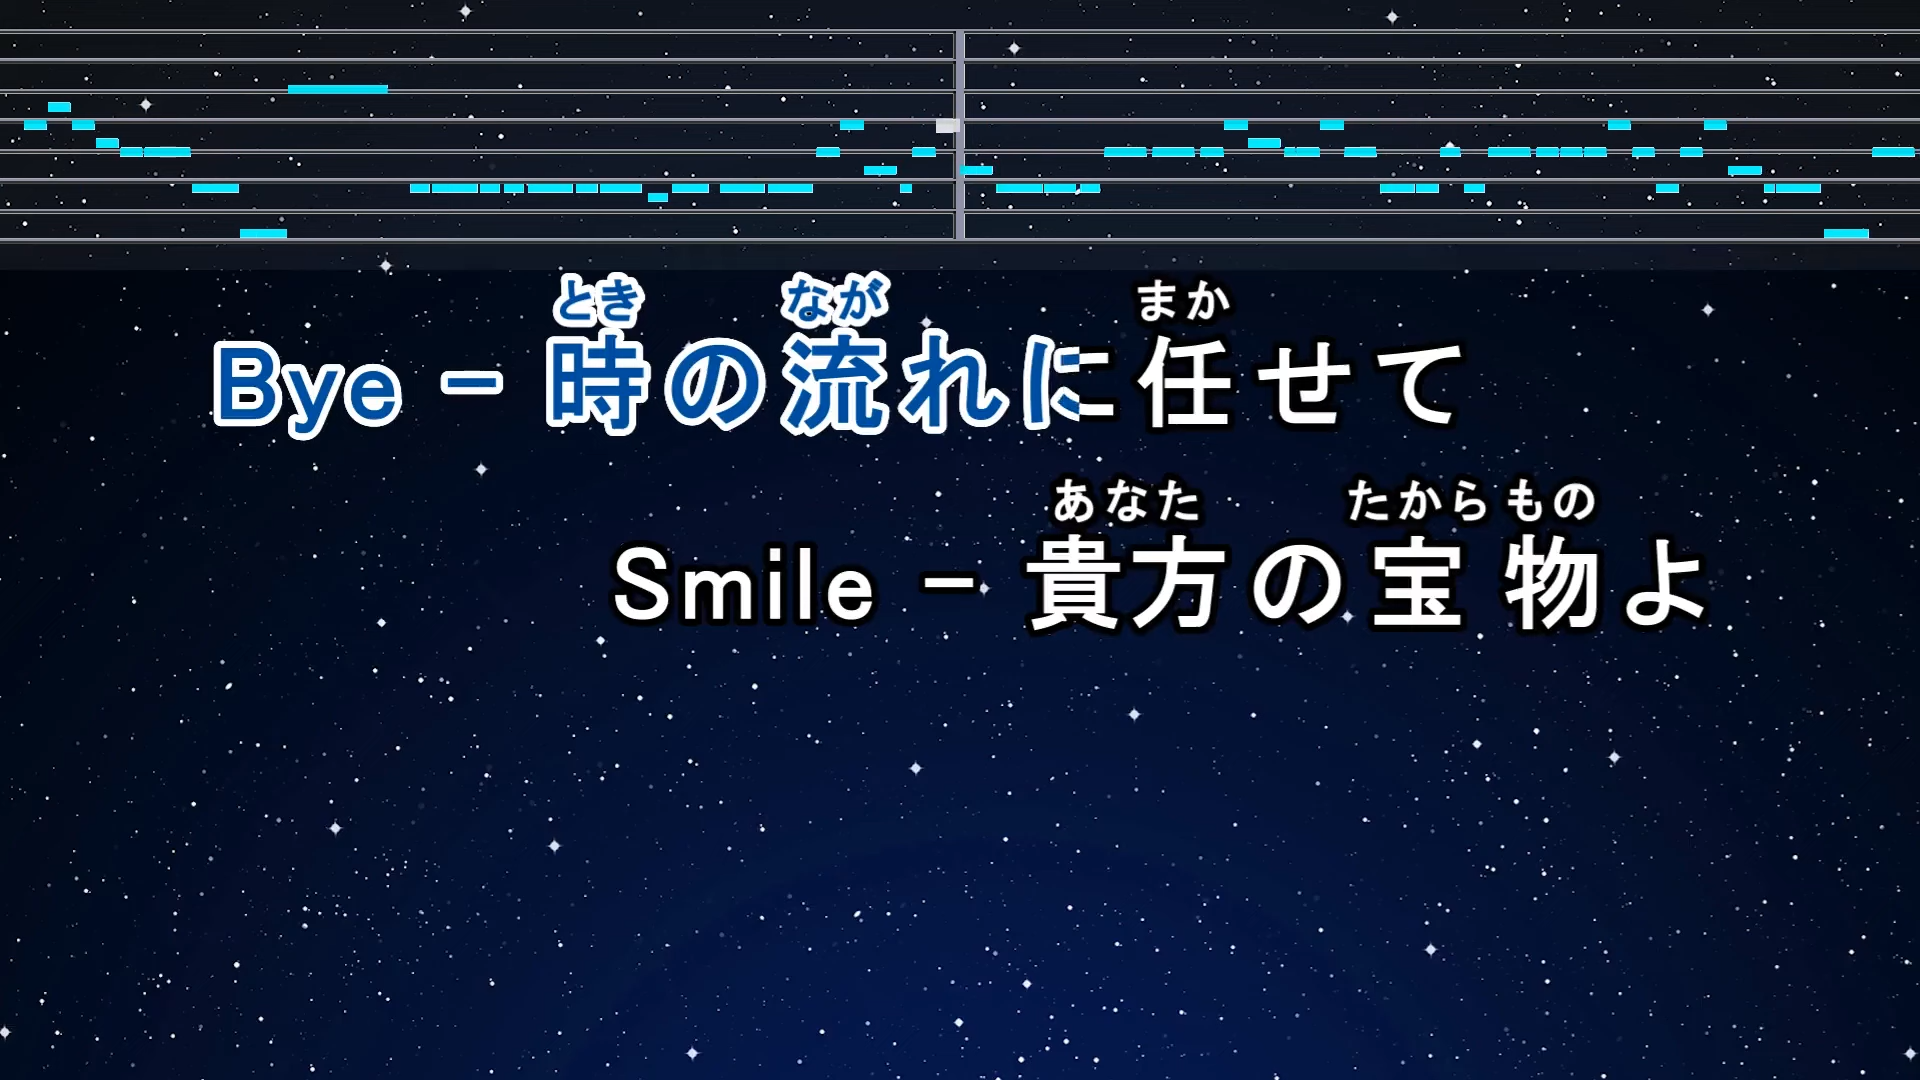 とき なが まか
Bye - 時の流れに任せて
あなた たからもの
Smile - 貴方の宝物よ